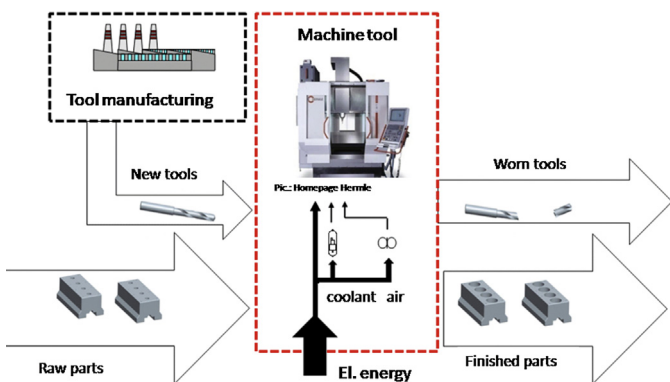 Machine tool
Tool manufacturing
New tools
Worn tools
Pic.: Homepage Hermle
coolant air
Raw parts
El. energy
Finished parts